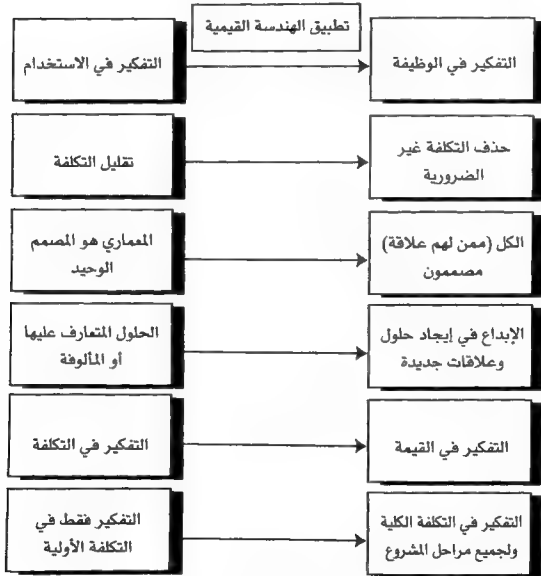 تطبيق الهندسة القيمية
التفكير في الاستخدام
التفكير في الوظيفة
تقليل التكلفة
حذف التكلفة غير
الضرورية
المعماري هو المصمم
الوحيد
الكل (ممن لهم علاقة)
مصممون
الحلول المتعارف عليها
أو المألوفة
الإبداع في إيجاد حلول
وعلاقات جديدة
التفكير في التكلفة
التفكير في القيمة
التفكير فقط في
التكلفة الأولية
التفكير في التكلفة الكلية
ولجميع مراحل المشروع